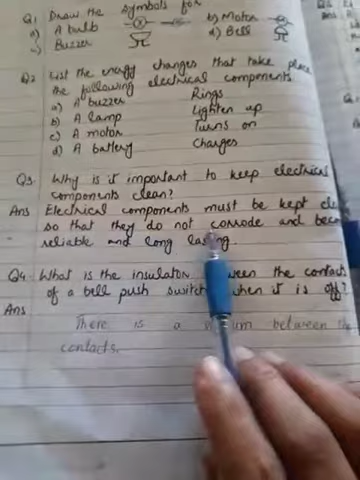 Q1 Draw the symbols for
a) A bulb b) Motor
c) Buzzer d) Bell
Q2 List the energy changes that take place
the following electrical components.
a) A buzzer Rings
b) A lamp Lighten up
c) A motor Turns on
d) A battery Charges
Q3 Why is it important to keep electrical
components clean?
Ans Electrical components must be kept
so that they do not corrode and
reliable and long lasting.
Q4 What is the insulator between the contacts
of a bell push switch when it is off?
Ans
There is a between the
contacts.